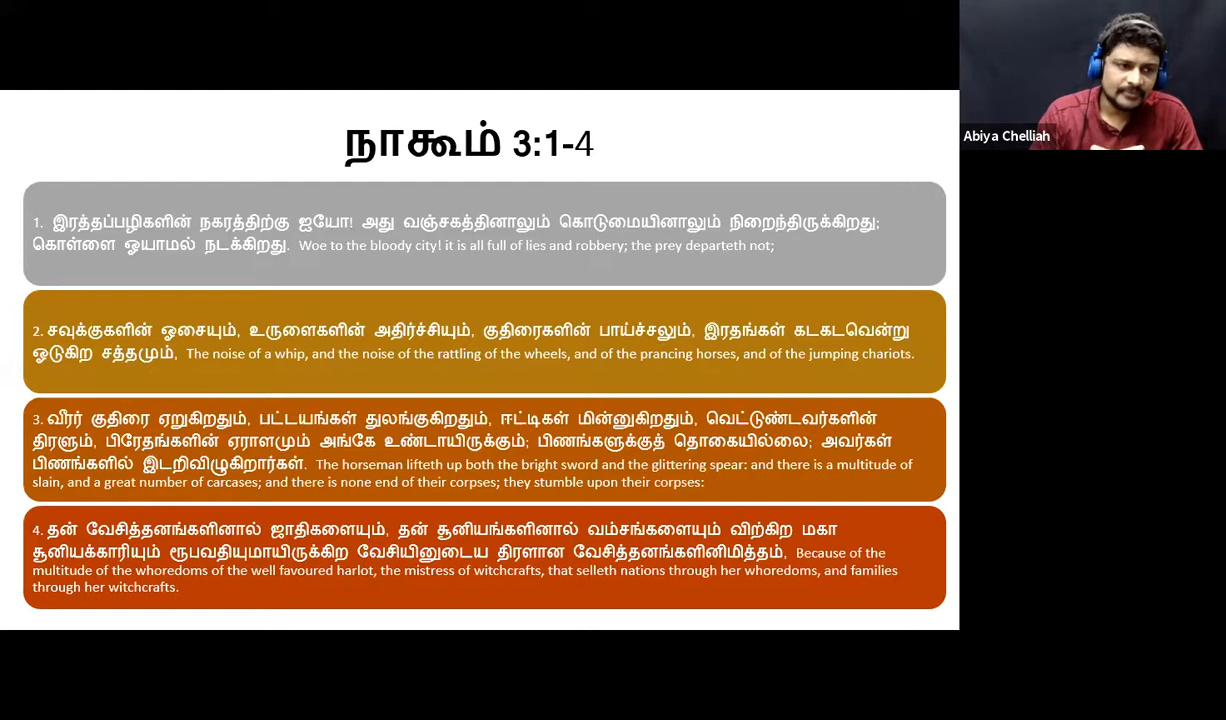 நாகூம் 3:1-4
Abiya Chelliah
1. இரத்தப்பழிகளின் நகரத்திற்கு ஐயோ! அது வஞ்சகத்தினாலும் கொடுமையினாலும் நிறைந்திருக்கிறது;
கொள்ளை ஓயாமல் நடக்கிறது. Woe to the bloody city! it is all full of lies and robbery; the prey departeth not;
2. சவுக்குகளின் ஓசையும், உருளைகளின் அதிர்ச்சியும், குதிரைகளின் பாய்ச்சலும், இரதங்கள் கடகடவென்று
ஓடுகிற சத்தமும், The noise of a whip, and the noise of the rattling of the wheels, and of the prancing horses, and of the jumping chariots.
3. வீரர் குதிரை ஏறுகிறதும், பட்டயங்கள் துலங்குகிறதும், ஈட்டிகள் மின்னுகிறதும், வெட்டுண்டவர்களின்
திரளும், பிரேதங்களின் ஏராளமும் அங்கே உண்டாயிருக்கும்; பிணங்களுக்குத் தொகையில்லை; அவர்கள்
பிணங்களில் இடறிவிழுகிறார்கள். The horseman lifteth up both the bright sword and the glittering spear: and there is a multitude of
slain, and a great number of carcases; and there is none end of their corpses; they stumble upon their corpses:
4. தன் வேசித்தனங்களினால் ஜாதிகளையும், தன் சூனியங்களினால் வம்சங்களையும் விற்கிற மகா
சூனியக்காரியும் ரூபவதியுமாயிருக்கிற வேசியினுடைய திரளான வேசித்தனங்களினிமித்தம், Because of the
multitude of the whoredoms of the well favoured harlot, the mistress of witchcrafts, that selleth nations through her whoredoms, and families
through her witchcrafts.